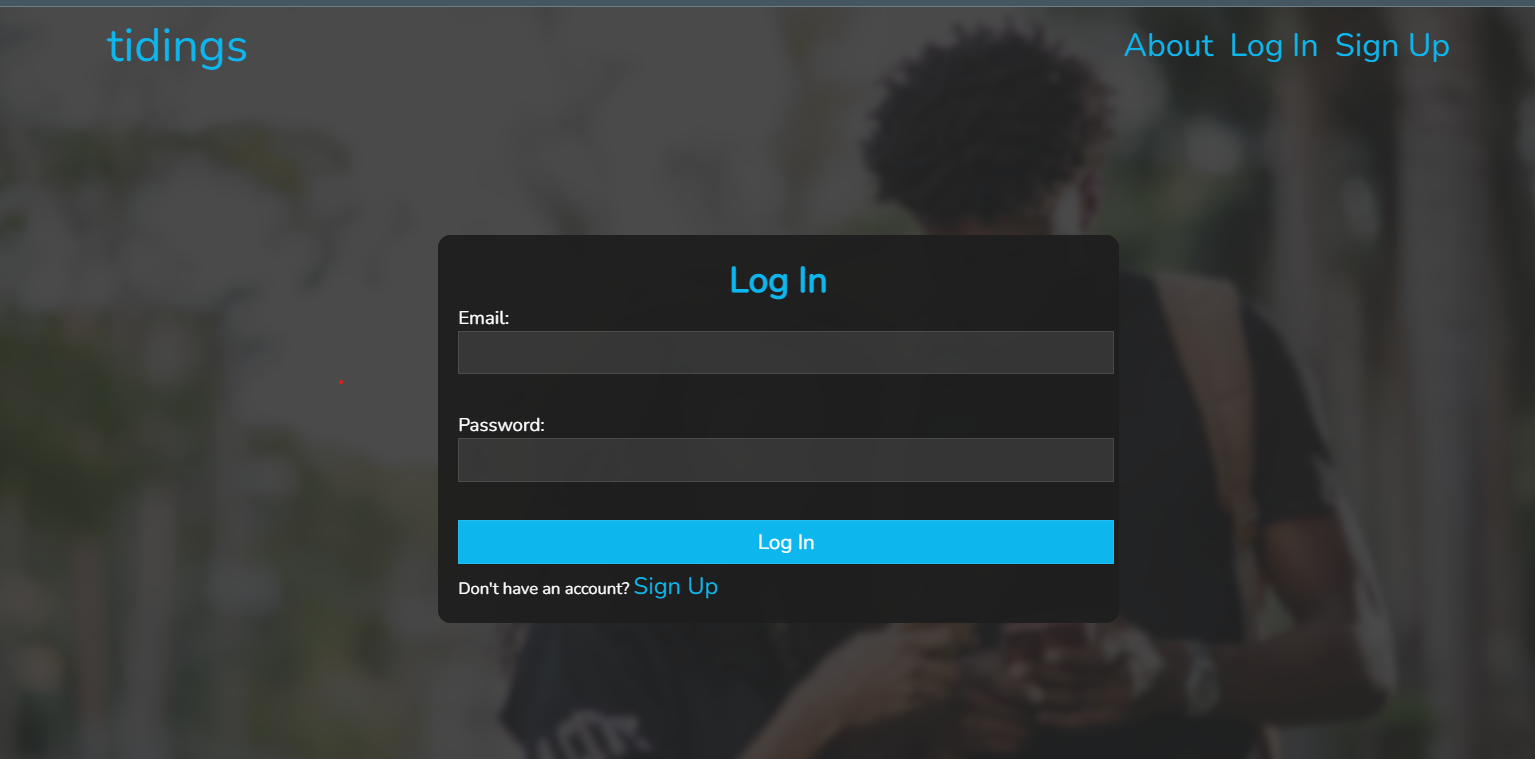 tidings
About Log In Sign Up
Log In
Email:
Password:
Log In
Don't have an account? Sign Up